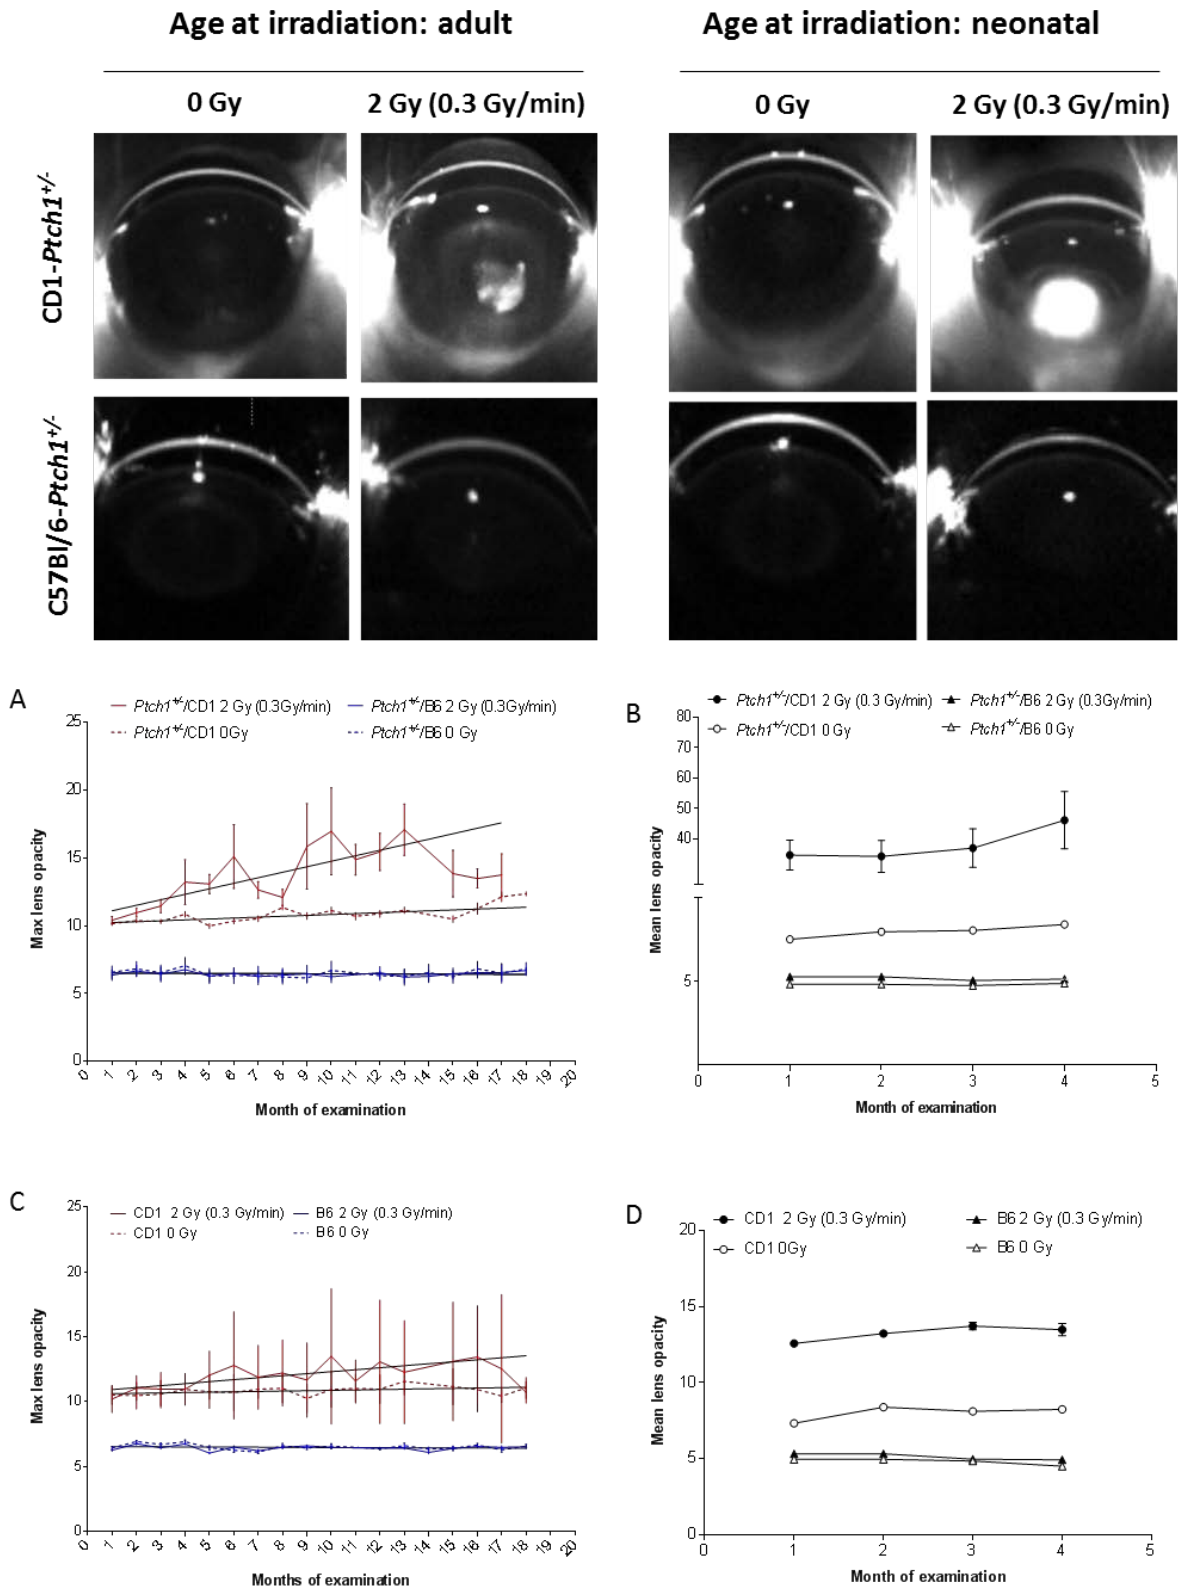 Age at irradiation: adult
Age at irradiation: neonatal
0 Gy
2 Gy (0.3 Gy/min)
0 Gy
2 Gy (0.3 Gy/min)
CD1-Ptch1+/-
C57Bl/6-Ptch1+/-
A
Ptch1+/-/CD1 2 Gy (0.3Gy/min)
Ptch1+/-/B6 2 Gy (0.3Gy/min)
Ptch1+/-/CD1 0Gy
Ptch1+/-/B6 0 Gy
25
20
15
10
5
0
Max lens opacity
0 1 2 3 4 5 6 7 8 9 10 11 12 13 14 15 16 17 18 19 20
Month of examination
B
Ptch1+/-/CD1 2 Gy (0.3 Gy/min)
Ptch1+/-/B6 2 Gy (0.3Gy/min)
Ptch1+/-/CD1 0 Gy
Ptch1+/-/B6 0 Gy
80
70
60
50
40
5
Mean lens opacity
0 1 2 3 4 5
Month of examination
C
CD1 2 Gy (0.3 Gy/min)
B6 2 Gy (0.3 Gy/min)
CD1 0 Gy
B6 0 Gy
25
20
15
10
5
0
Max lens opacity
0 1 2 3 4 5 6 7 8 9 10 11 12 13 14 15 16 17 18 19 20
Months of examination
D
CD1 2 Gy (0.3 Gy/min)
B6 2 Gy (0.3 Gy/min)
CD1 0Gy
B6 0 Gy
20
15
10
5
0
Mean lens opacity
0 1 2 3 4 5
Month of examination